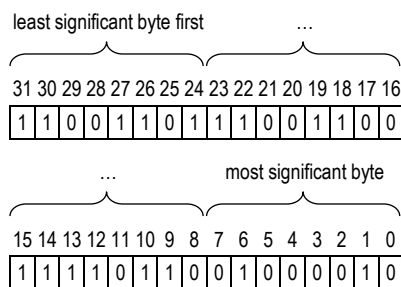 least significant byte first …
31 30 29 28 27 26 25 24 23 22 21 20 19 18 17 16
1 1 0 0 1 1 0 1 1 1 0 0 1 1 0 0
… most significant byte
15 14 13 12 11 10 9 8 7 6 5 4 3 2 1 0
1 1 1 1 0 1 1 0 0 1 0 0 0 0 1 0